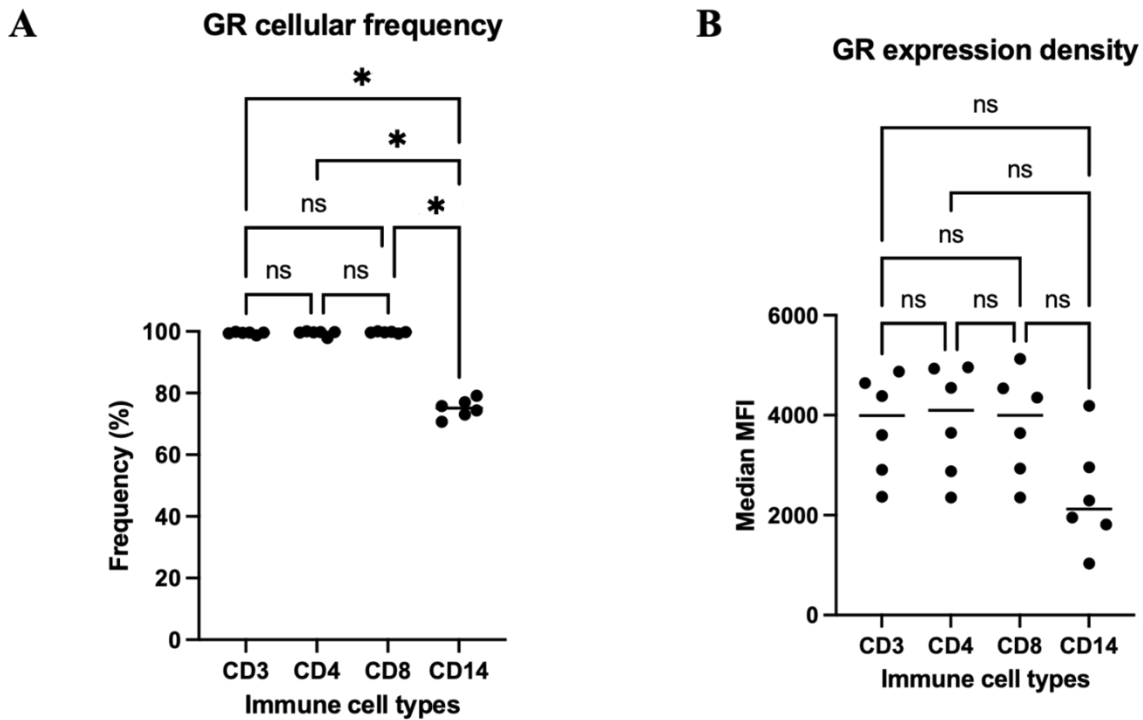 A
GR cellular frequency
*
*
ns
*
ns
ns
100
80
60
40
20
0
Frequency (%)
CD3 CD4 CD8 CD14
Immune cell types
B
GR expression density
ns
ns
ns
ns
ns
ns
6000
4000
2000
0
Median MFI
CD3 CD4 CD8 CD14
Immune cell types